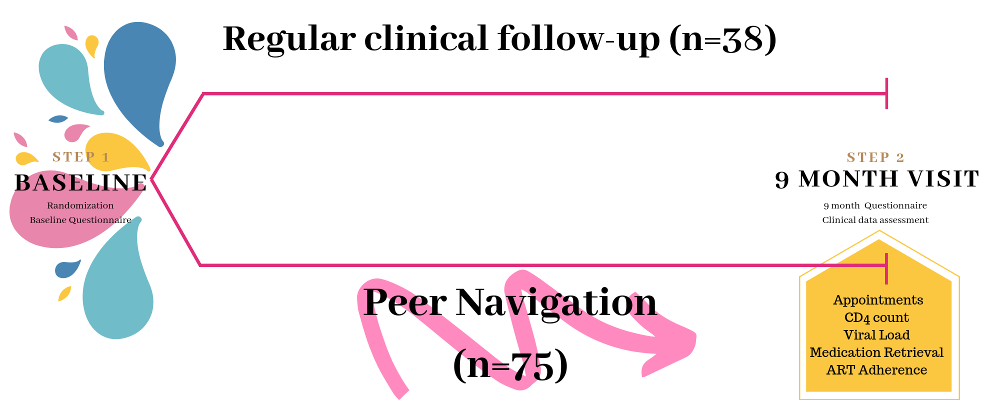 Regular clinical follow-up (n=38)
STEP 1
BASELINE
Randomization
Baseline Questionnaire
STEP 2
9 MONTH VISIT
9 month Questionnaire
Clinical data assessment
Peer Navigation
(n=75)
Appointments
CD4 count
Viral Load
Medication Retrieval
ART Adherence